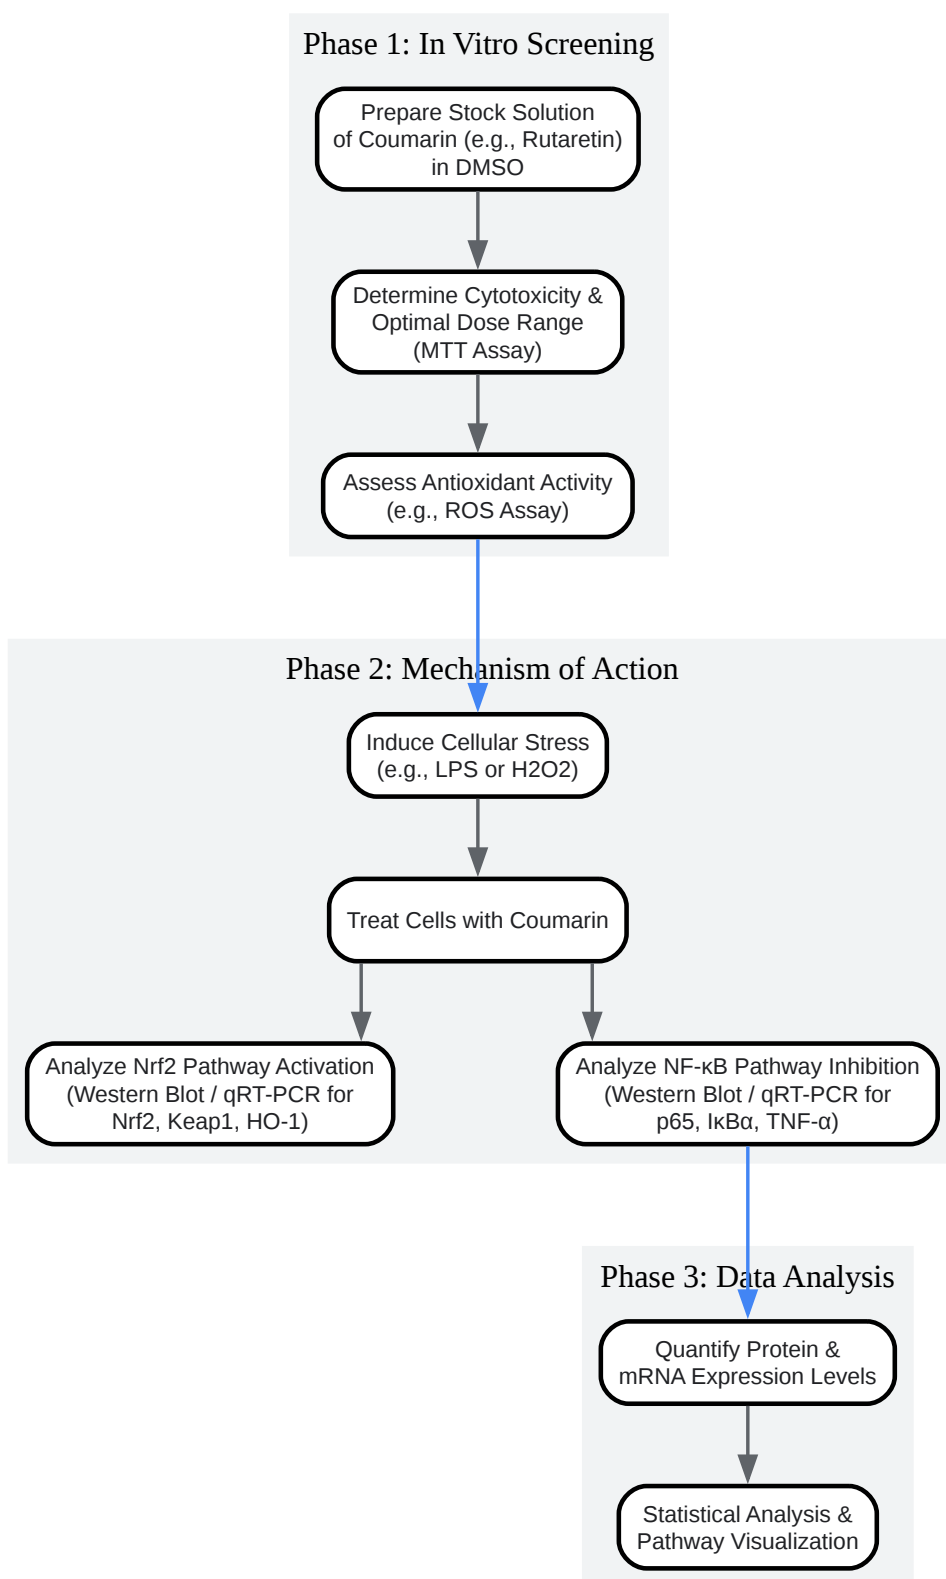 Phase 1: In Vitro Screening
Prepare Stock Solution
of Coumarin (e.g., Rutaretin)
in DMSO
Determine Cytotoxicity &
Optimal Dose Range
(MTT Assay)
Assess Antioxidant Activity
(e.g., ROS Assay)
Phase 2: Mechanism of Action
Induce Cellular Stress
(e.g., LPS or H2O2)
Treat Cells with Coumarin
Analyze Nrf2 Pathway Activation
(Western Blot / qRT-PCR for
Nrf2, Keap1, HO-1)
Analyze NF-κB Pathway Inhibition
(Western Blot / qRT-PCR for
p65, IκBα, TNF-α)
Phase 3: Data Analysis
Quantify Protein &
mRNA Expression Levels
Statistical Analysis &
Pathway Visualization